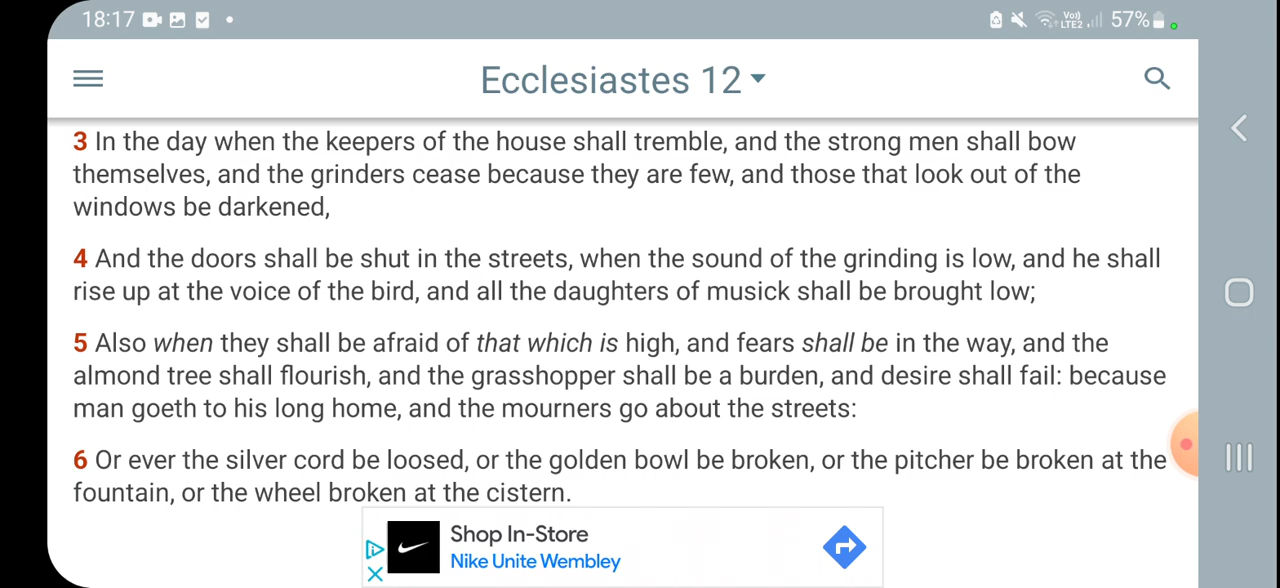 18:17
Vo) LTE2 57%
Ecclesiastes 12
3 In the day when the keepers of the house shall tremble, and the strong men shall bow
themselves, and the grinders cease because they are few, and those that look out of the
windows be darkened,
4 And the doors shall be shut in the streets, when the sound of the grinding is low, and he shall
rise up at the voice of the bird, and all the daughters of musick shall be brought low;
5 Also when they shall be afraid of that which is high, and fears shall be in the way, and the
almond tree shall flourish, and the grasshopper shall be a burden, and desire shall fail: because
man goeth to his long home, and the mourners go about the streets:
6 Or ever the silver cord be loosed, or the golden bowl be broken, or the pitcher be broken at the
fountain, or the wheel broken at the cistern.
Shop In-Store
Nike Unite Wembley